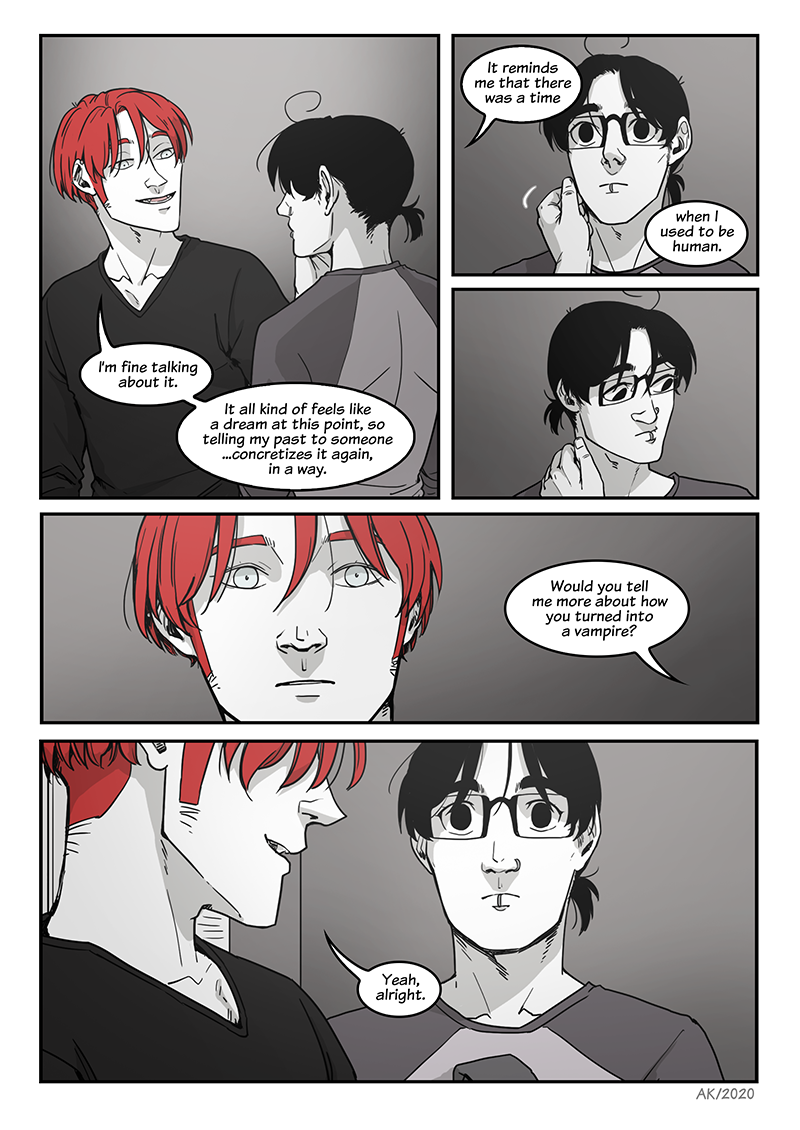 I'm fine talking
about it.
It all kind of feels like
a dream at this point, so
telling my past to someone
...concretizes it again,
in a way.
It reminds
me that there
was a time
when I
used to be
human.
Would you tell
me more about how
you turned into
a vampire?
Yeah,
alright.
AK/2020